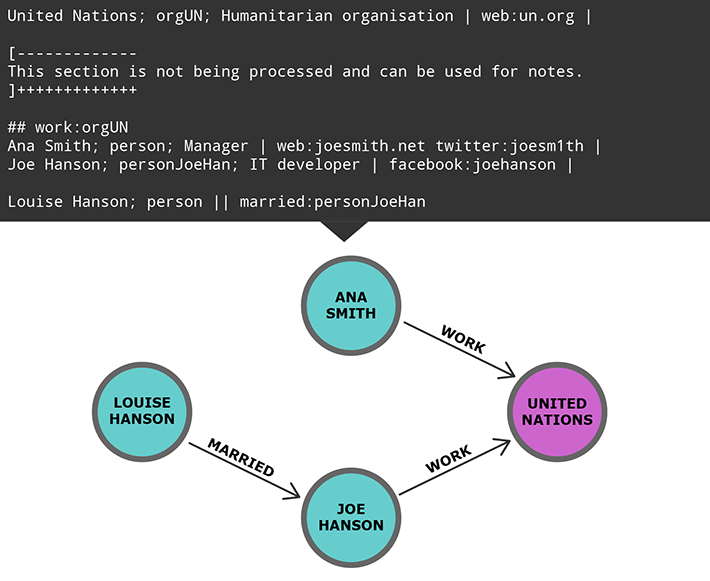 United Nations; orgUN; Humanitarian organisation | web:un.org |
[-------------
This section is not being processed and can be used for notes.
]+++++++++++++
## work:orgUN
Ana Smith; person; Manager | web:joesmith.net twitter:joesm1th |
Joe Hanson; personJoeHan; IT developer | facebook:joehanson |
Louise Hanson; person || married:personJoeHan
ANA
SMITH
WORK
LOUISE
HANSON
UNITED
NATIONS
MARRIED
WORK
JOE
HANSON